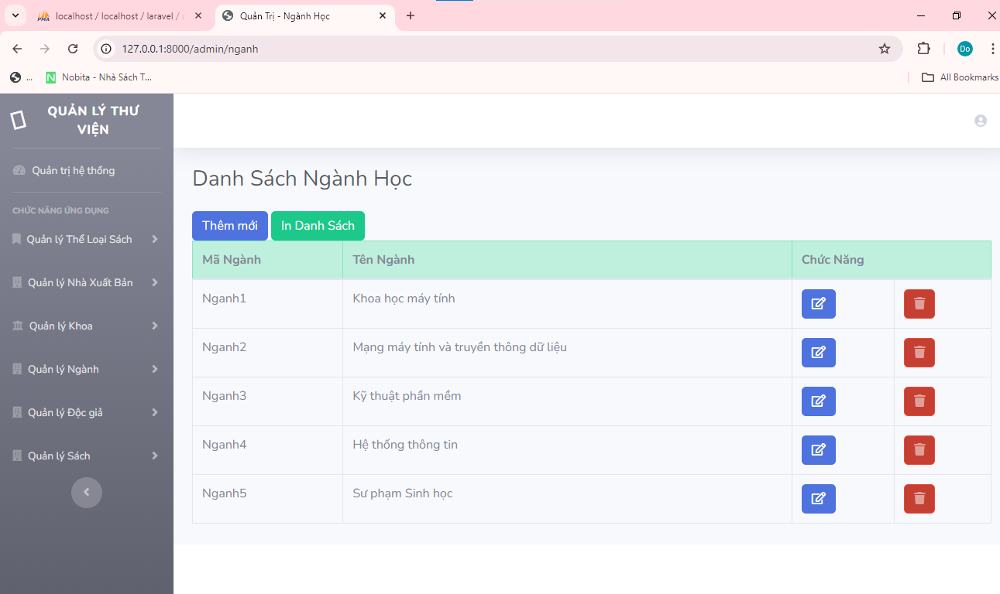 localhost / localhost / laravel /
Quản Trị - Ngành Học
127.0.0.1:8000/admin/nganh
Do
...
Nobita - Nhà Sách T...
All Bookmarks
QUẢN LÝ THƯ
VIỆN
Quản trị hệ thống
CHỨC NĂNG ỨNG DỤNG
Quản lý Thể Loại Sách
Quản lý Nhà Xuất Bản
Quản lý Khoa
Quản lý Ngành
Quản lý Độc giả
Quản lý Sách
Danh Sách Ngành Học
Thêm mới In Danh Sách
Mã Ngành Tên Ngành Chức Năng
Nganh1 Khoa học máy tính
Nganh2 Mạng máy tính và truyền thông dữ liệu
Nganh3 Kỹ thuật phần mềm
Nganh4 Hệ thống thông tin
Nganh5 Sư phạm Sinh học